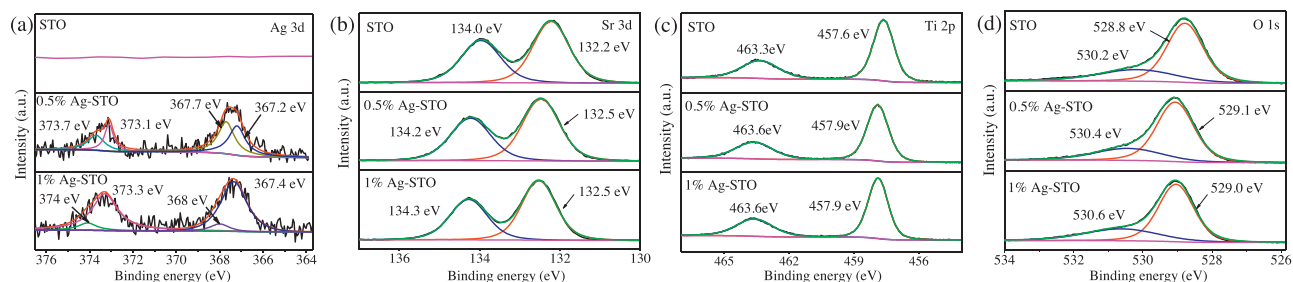 (a)
STO
Ag 3d
0.5% Ag-STO
367.7 eV
367.2 eV
373.7 eV
373.1 eV
1% Ag-STO
373.3 eV
374 eV
368 eV
367.4 eV
Intensity (a.u.)
376 374 372 370 368 366 364
Binding energy (eV)
(b)
STO
Sr 3d
134.0 eV
132.2 eV
0.5% Ag-STO
134.2 eV
132.5 eV
1% Ag-STO
134.3 eV
132.5 eV
Intensity (a.u.)
136 134 132 130
Binding energy (eV)
(c)
STO
Ti 2p
463.3eV
457.6 eV
0.5% Ag-STO
463.6eV
457.9eV
1% Ag-STO
463.6eV
457.9 eV
Intensity (a.u.)
465 462 459 456
Binding energy (eV)
(d)
STO
O 1s
528.8 eV
530.2 eV
0.5% Ag-STO
529.1 eV
530.4 eV
1% Ag-STO
529.0 eV
530.6 eV
Intensity (a.u.)
534 532 530 528 526
Binding energy (eV)